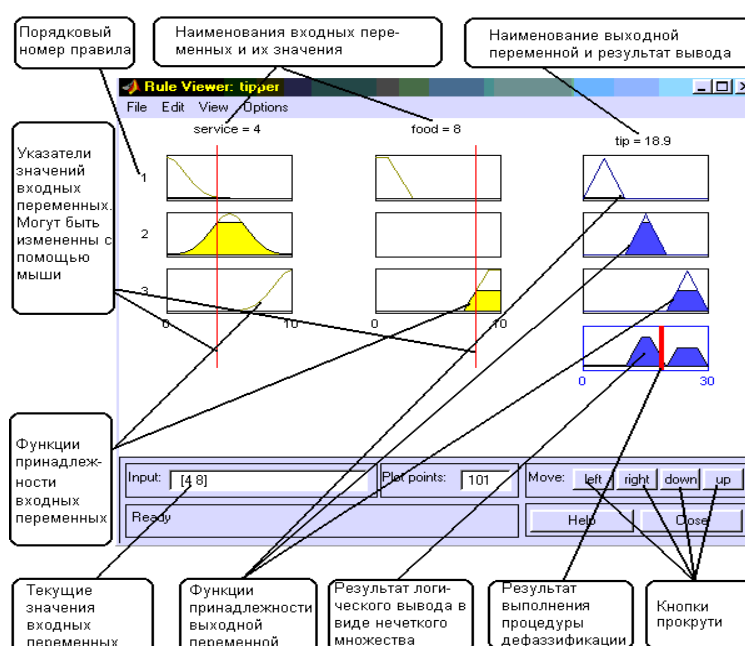 Порядковый
номер правила
Наименования входных пере-
менных и их значения
Наименование выходной
переменной и результат вывода
Rule Viewer: tipper
File Edit View Options
service = 4
food = 8
tip = 18.9
Указатели
значений
входных
переменных.
Могут быть
изменены с
помощью
мыши
1
2
3
0 10
0 10
0 30
Функции
принадлеж-
ности
входных
переменных
Input: [4 8]
Plot points: 101
Move: left right down up
Ready
Help Close
Текущие
значения
входных
переменных
Функции
принадлежности
выходной
переменной
Результат логи-
ческого вывода в
виде нечеткого
множества
Результат
выполнения
процедуры
дефаззификации
Кнопки
прокрути